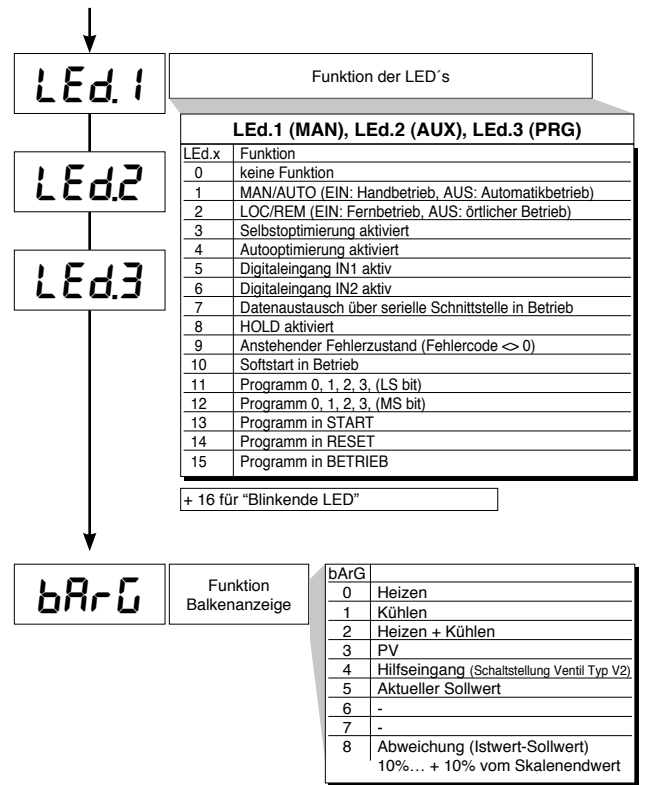 LEd.1
Funktion der LED´s
LEd.1 (MAN), LEd.2 (AUX), LEd.3 (PRG)
LEd.x Funktion
0 keine Funktion
1 MAN/AUTO (EIN: Handbetrieb, AUS: Automatikbetrieb)
2 LOC/REM (EIN: Fernbetrieb, AUS: örtlicher Betrieb)
3 Selbstoptimierung aktiviert
4 Autooptimierung aktiviert
5 Digitaleingang IN1 aktiv
6 Digitaleingang IN2 aktiv
7 Datenaustausch über serielle Schnittstelle in Betrieb
8 HOLD aktiviert
9 Anstehender Fehlerzustand (Fehlercode <> 0)
10 Softstart in Betrieb
11 Programm 0, 1, 2, 3, (LS bit)
12 Programm 0, 1, 2, 3, (MS bit)
13 Programm in START
14 Programm in RESET
15 Programm in BETRIEB
+ 16 für “Blinkende LED”
LEd.2
LEd.3
bArG
Funktion
Balkenanzeige
bArG
0 Heizen
1 Kühlen
2 Heizen + Kühlen
3 PV
4 Hilfseingang (Schaltstellung Ventil Typ V2)
5 Aktueller Sollwert
6 -
7 -
8 Abweichung (Istwert-Sollwert)
10%… + 10% vom Skalenendwert